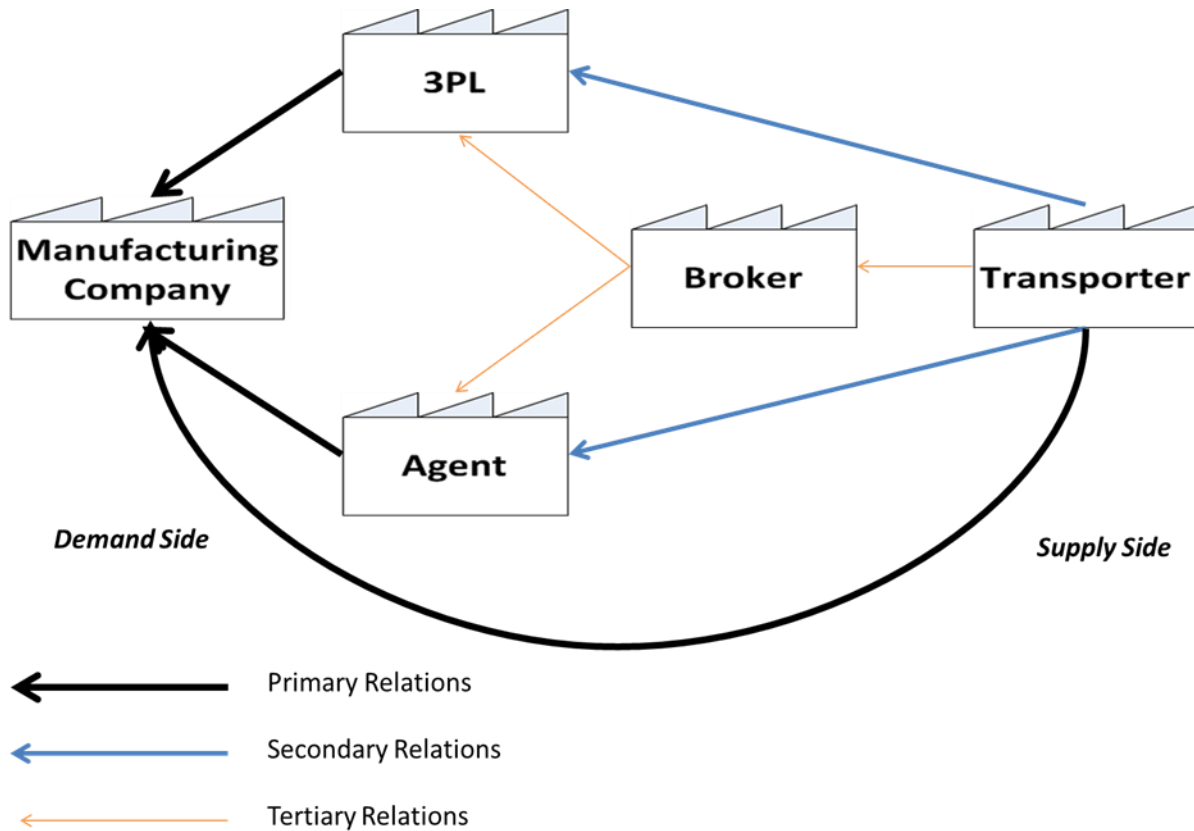 3PL
Manufacturing
Company
Broker
Transporter
Agent
Demand Side
Supply Side
Primary Relations
Secondary Relations
Tertiary Relations